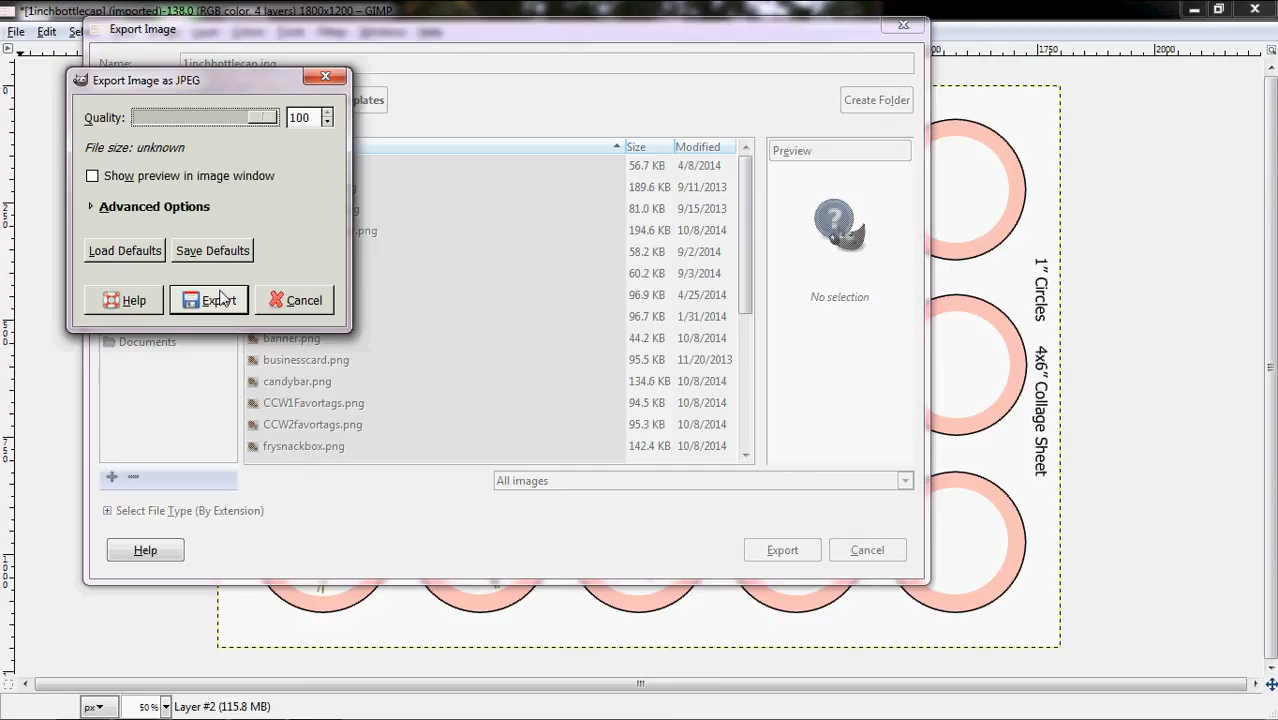 *[1inchbottlecap] (imported)-138.0 (RGB color, 4 layers) 1800x1200 – GIMP
File Edit
Export Image
Name: 1inchbottlecap.jpg
Export Image as JPEG
Quality: 100
File size: unknown
Show preview in image window
Advanced Options
Load Defaults Save Defaults
Help Export Cancel
Create Folder
Size Modified
56.7 KB 4/8/2014
189.6 KB 9/11/2013
81.0 KB 9/15/2013
194.6 KB 10/8/2014
58.2 KB 9/2/2014
60.2 KB 9/3/2014
96.9 KB 4/25/2014
96.7 KB 1/31/2014
banner.png 44.2 KB 10/8/2014
businesscard.png 95.5 KB 11/20/2013
candybar.png 134.6 KB 10/8/2014
CCW1Favortags.png 94.5 KB 10/8/2014
CCW2favortags.png 95.3 KB 10/8/2014
frysnackbox.png 142.4 KB 10/8/2014
Documents
Preview
No selection
All images
Select File Type (By Extension)
Help Export Cancel
1” Circles 4x6” Collage Sheet
1750 2000
250
500
750
1000
px 50% Layer #2 (115.8 MB)